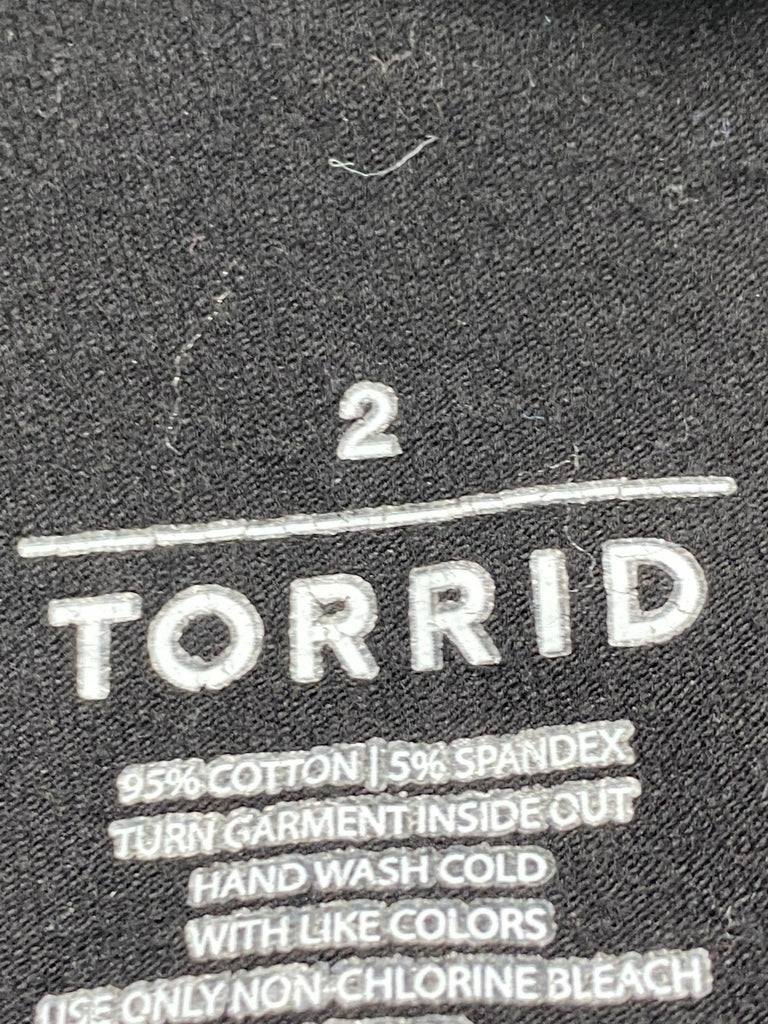 2
TORRID
95% COTTON | 5% SPANDEX
TURN GARMENT INSIDE OUT
HAND WASH COLD
WITH LIKE COLORS
USE ONLY NON-CHLORINE BLEACH